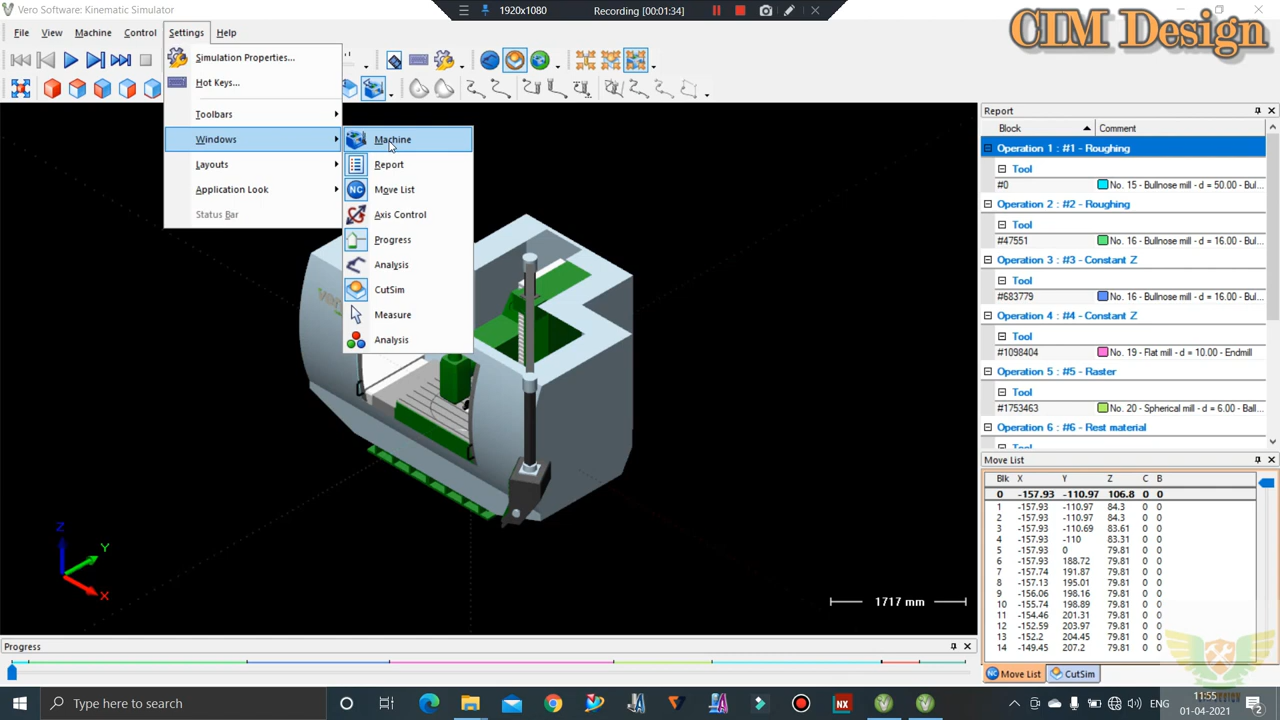 Vero Software: Kinematic Simulator
1920x1080
Recording [00:01:34]
CIM Design
File View Machine Control Settings Help
Simulation Properties...
Hot Keys...
Toolbars
Windows
Layouts
Application Look
Status Bar
Machine
Report
Move List
Axis Control
Progress
Analysis
CutSim
Measure
Analysis
Report
Block Comment
Operation 1 : #1 - Roughing
Tool
#0 No. 15 - Bullnose mill - d = 50.00 - Bul...
Operation 2 : #2 - Roughing
Tool
#47551 No. 16 - Bullnose mill - d = 16.00 - Bul...
Operation 3 : #3 - Constant Z
Tool
#683779 No. 16 - Bullnose mill - d = 16.00 - Bul...
Operation 4 : #4 - Constant Z
Tool
#1098404 No. 19 - Flat mill - d = 10.00 - Endmill
Operation 5 : #5 - Raster
Tool
#1753463 No. 20 - Spherical mill - d = 6.00 - Ball...
Operation 6 : #6 - Rest material
Tool
Move List
Blk X Y Z C B
0 -157.93 -110.97 106.8 0 0
1 -157.93 -110.97 84.3 0 0
2 -157.93 -110.97 84.3 0 0
3 -157.93 -110.69 83.61 0 0
4 -157.93 -110 83.31 0 0
5 -157.93 0 79.81 0 0
6 -157.93 188.72 79.81 0 0
7 -157.74 191.87 79.81 0 0
8 -157.13 195.01 79.81 0 0
9 -156.06 198.16 79.81 0 0
10 -155.74 198.89 79.81 0 0
11 -154.46 201.31 79.81 0 0
12 -152.59 203.97 79.81 0 0
13 -152.2 204.45 79.81 0 0
14 -149.45 207.2 79.81 0 0
NC Move List CutSim
Z
Y
X
1717 mm
Progress
Type here to search
NX
ENG
11:55
01-04-2021
2